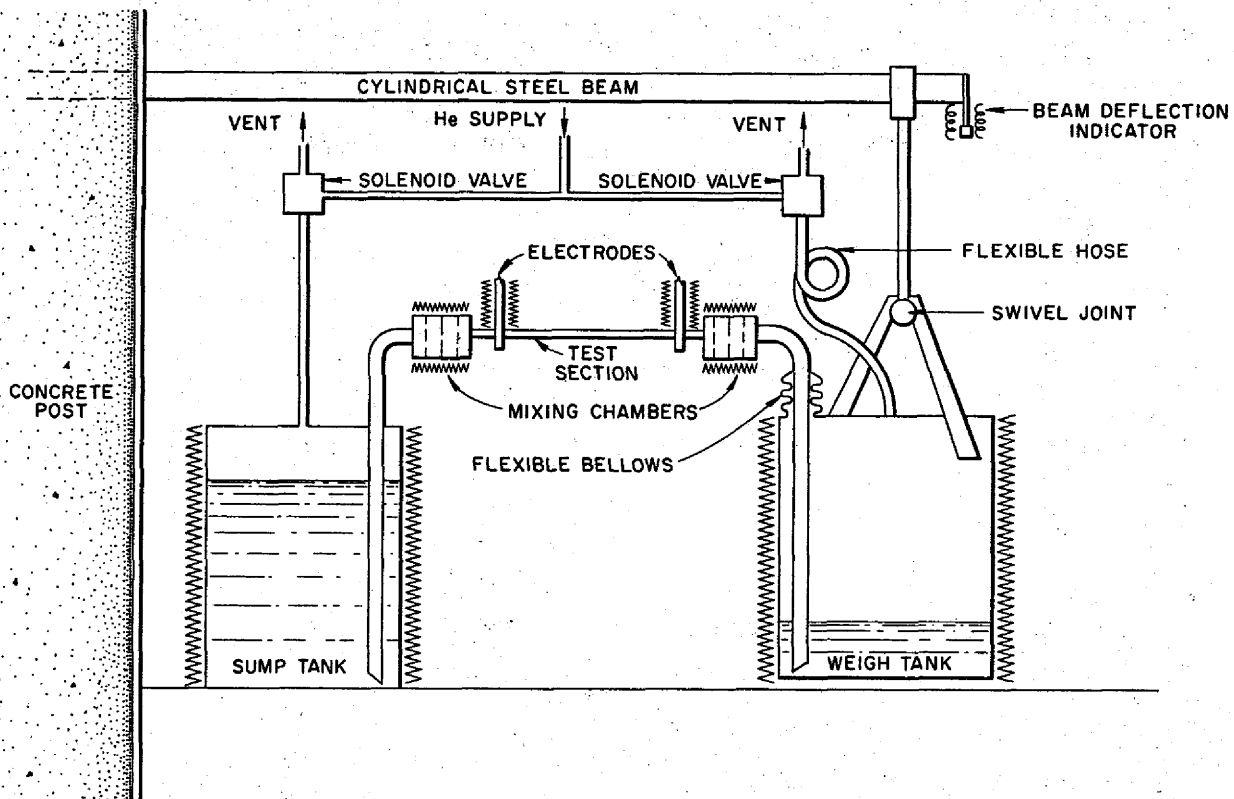 CYLINDRICAL STEEL BEAM
BEAM DEFLECTION
INDICATOR
VENT
He SUPPLY
VENT
SOLENOID VALVE
SOLENOID VALVE
ELECTRODES
FLEXIBLE HOSE
SWIVEL JOINT
TEST
SECTION
CONCRETE
POST
MIXING CHAMBERS
FLEXIBLE BELLOWS
SUMP TANK
WEIGH TANK